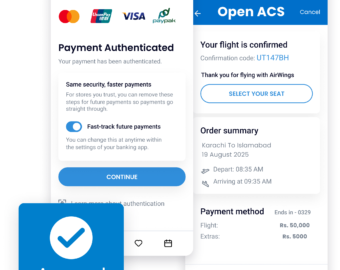 VISA
paypak
Payment Authenticated
Your payment has been authenticated.
Same security, faster payments
For stores you trust, you can remove these
steps for future payments so payments go
straight through.
Fast-track future payments
You can change this at anytime within
the settings of your banking app.
CONTINUE
Learn more about authentication
Open ACS
Cancel
Your flight is confirmed
Confirmation code: UT147BH
Thank you for flying with AirWings
SELECT YOUR SEAT
Order summary
Karachi To Islamabad
19 August 2025
Depart: 08:35 AM
Arriving at 09:35 AM
Payment method Ends in - 0329
Flight: Rs. 50,000
Extras: Rs. 5000